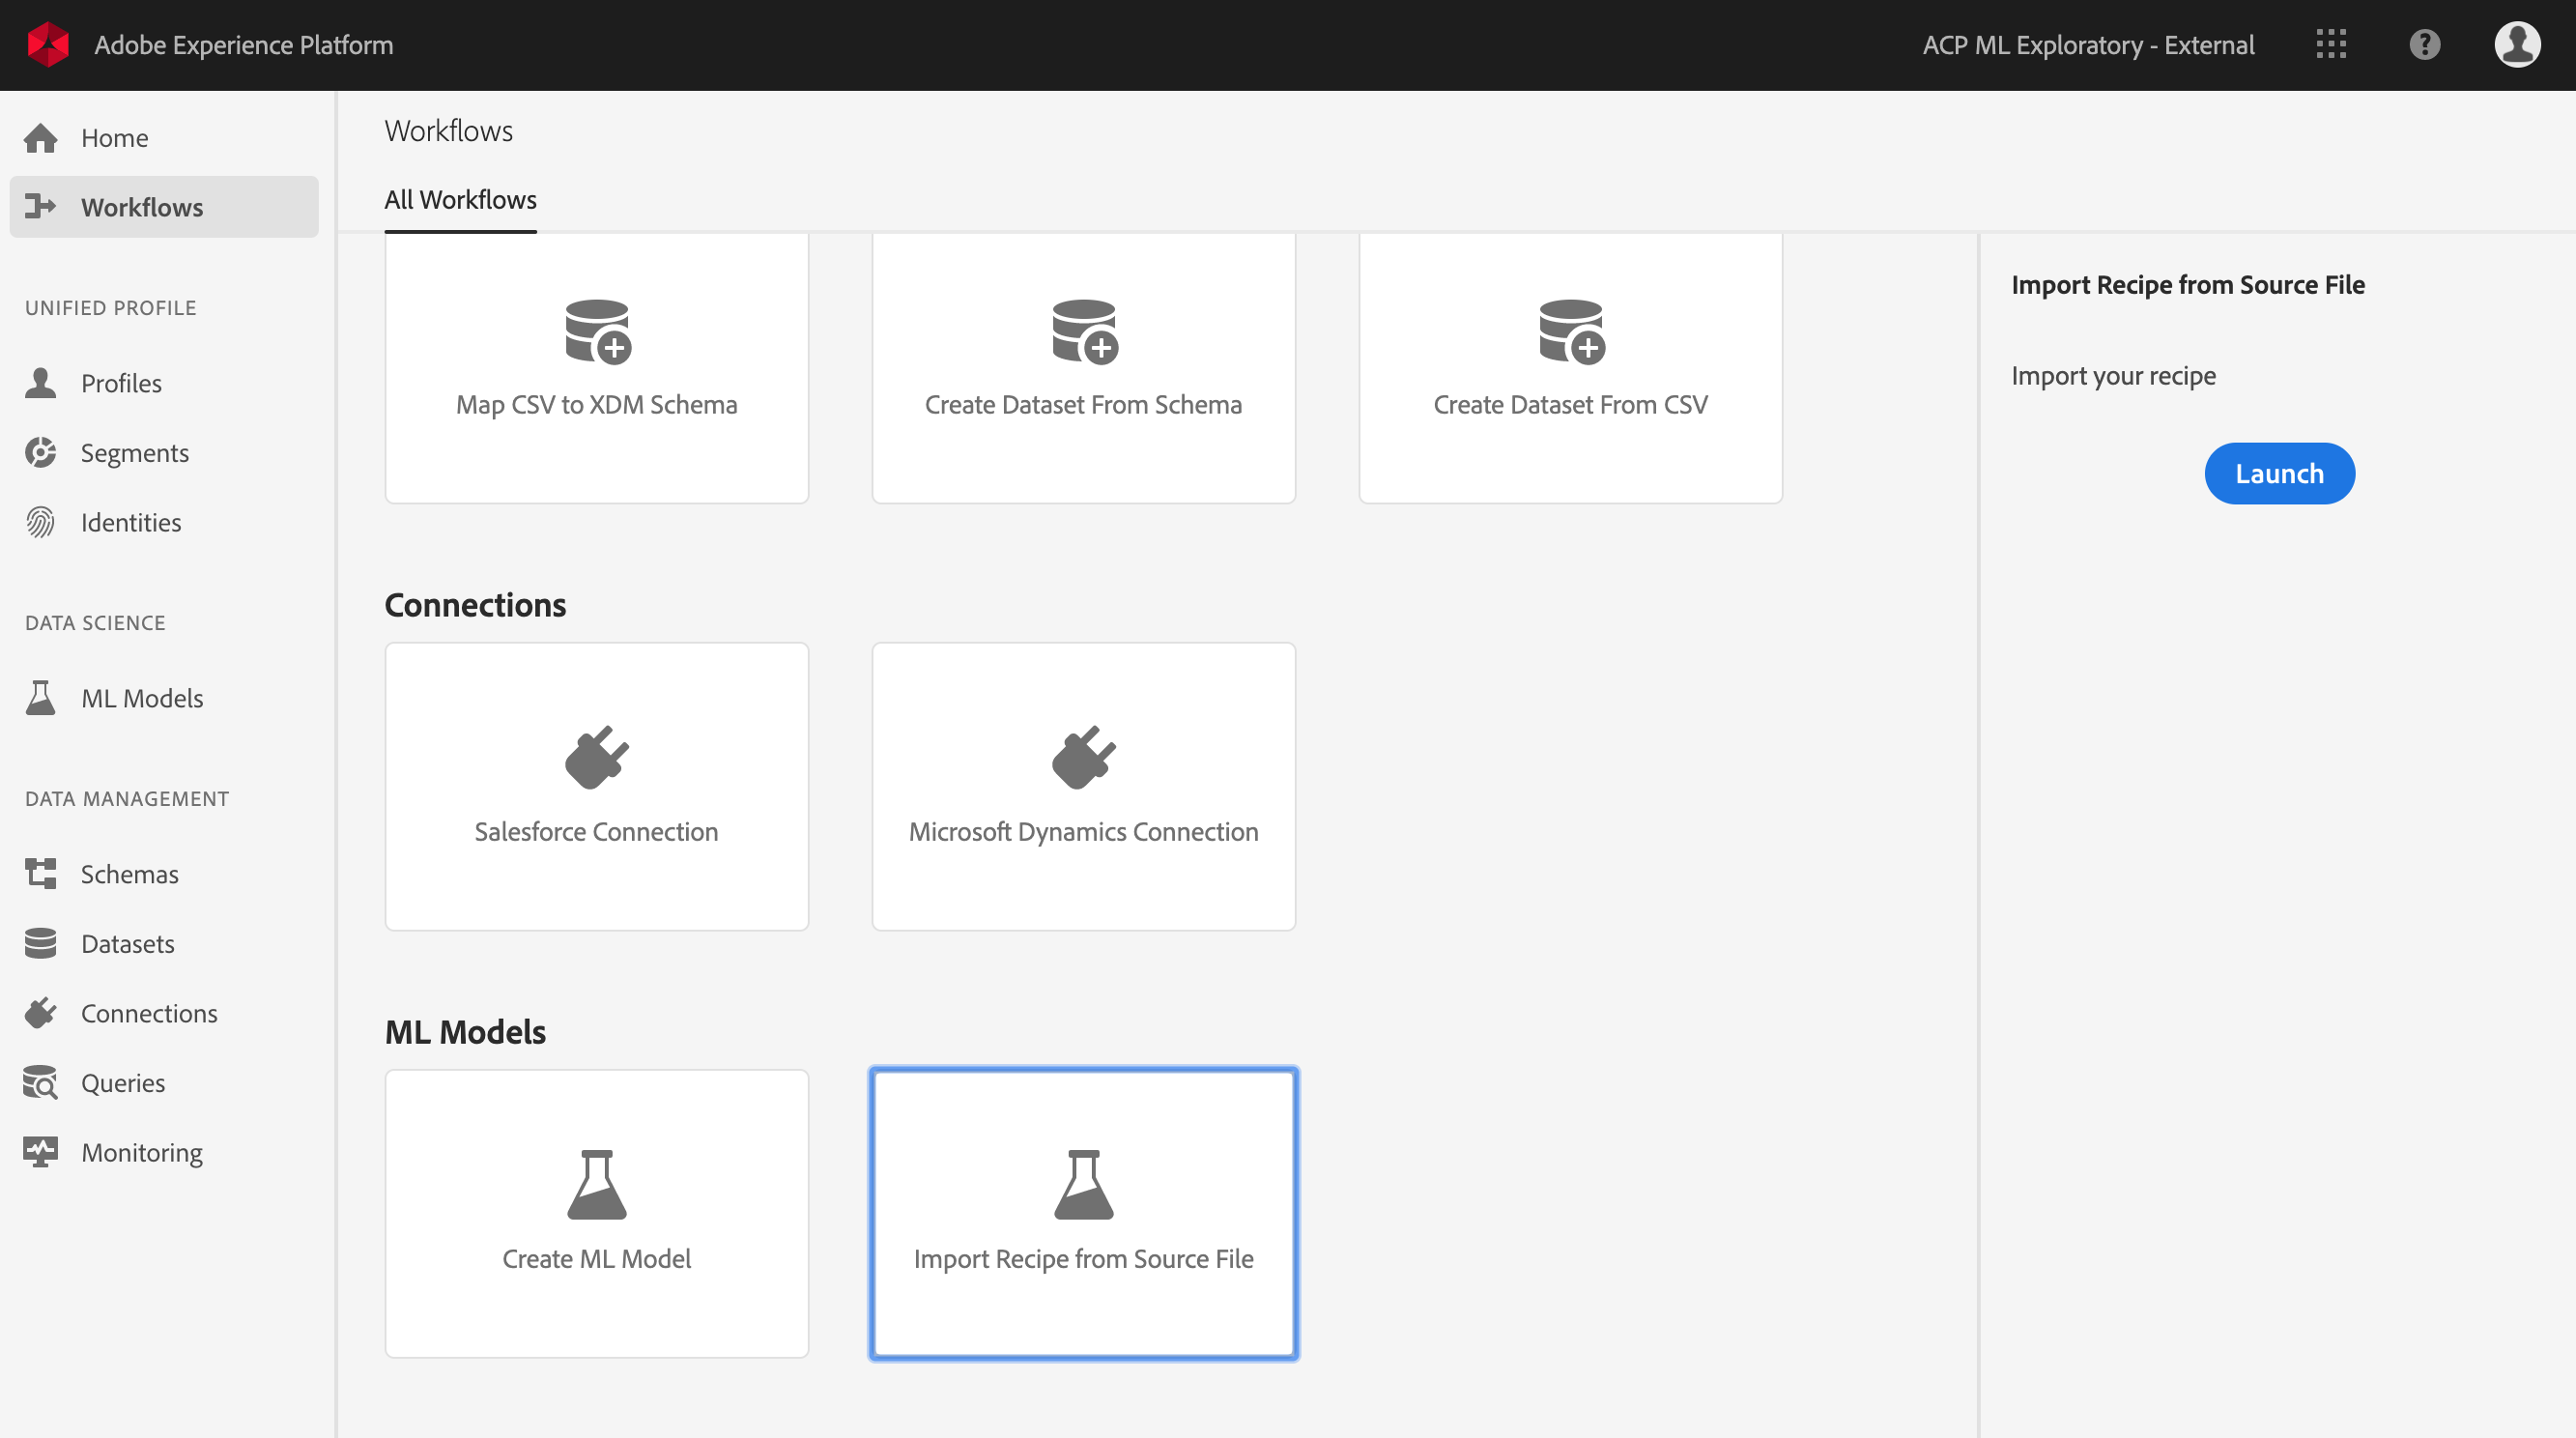 Adobe Experience Platform
ACP ML Exploratory - External
Home
Workflows
UNIFIED PROFILE
Profiles
Segments
Identities
DATA SCIENCE
ML Models
DATA MANAGEMENT
Schemas
Datasets
Connections
Queries
Monitoring
Workflows
All Workflows
Map CSV to XDM Schema
Create Dataset From Schema
Create Dataset From CSV
Connections
Salesforce Connection
Microsoft Dynamics Connection
ML Models
Create ML Model
Import Recipe from Source File
Import Recipe from Source File
Import your recipe
Launch